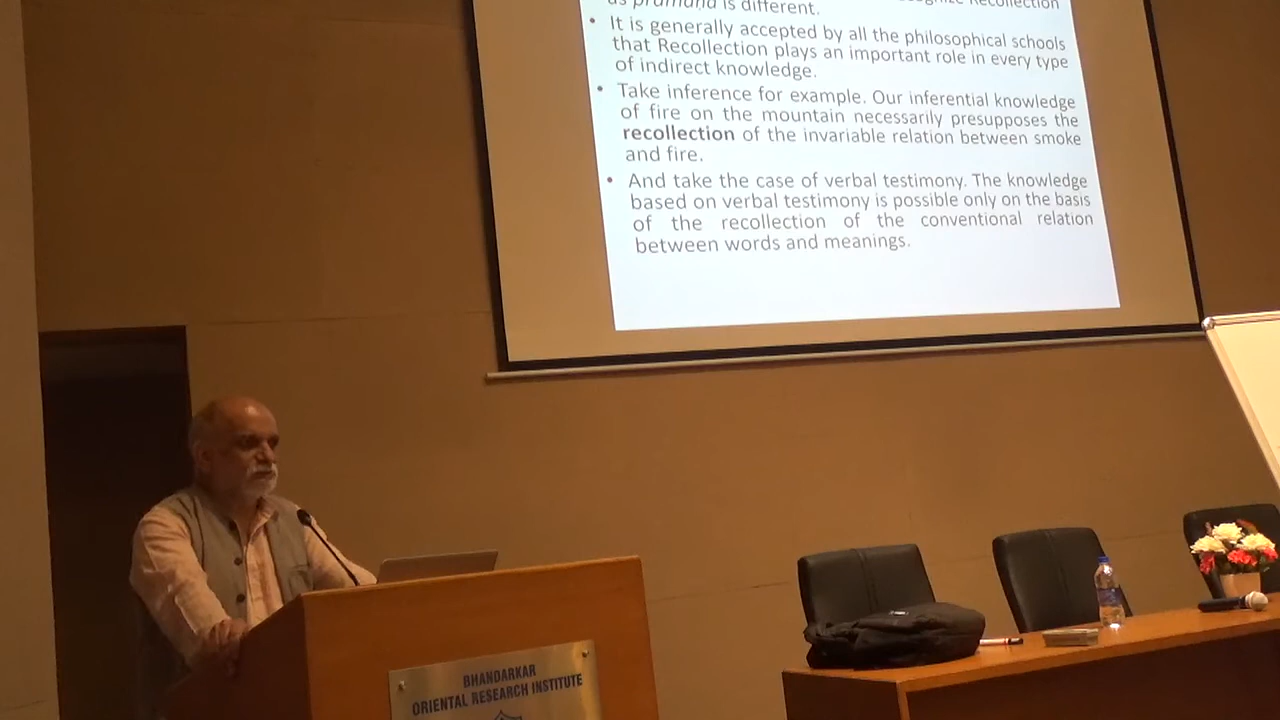 as pramāṇa is different.
• It is generally accepted by all the philosophical schools
that Recollection plays an important role in every type
of indirect knowledge.
• Take inference for example. Our inferential knowledge
of fire on the mountain necessarily presupposes the
recollection of the invariable relation between smoke
and fire.
• And take the case of verbal testimony. The knowledge
based on verbal testimony is possible only on the basis
of the recollection of the conventional relation
between words and meanings.
BHANDARKAR
ORIENTAL RESEARCH INSTITUTE